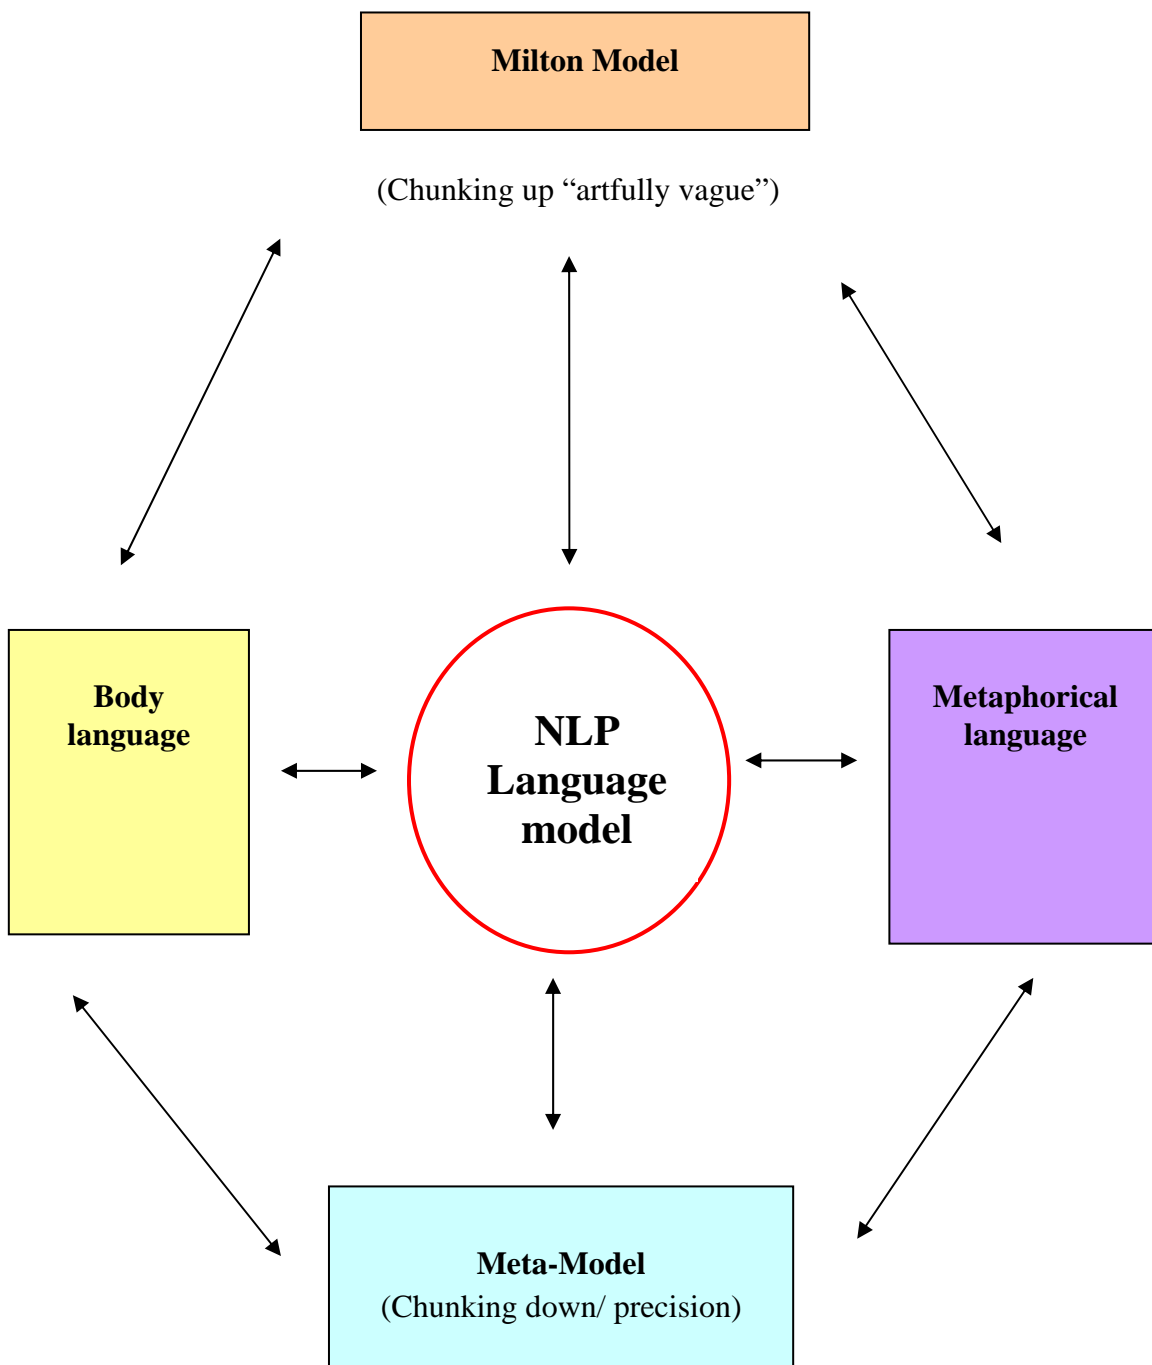 Milton Model
(Chunking up “artfully vague”)
Body
language
NLP
Language
model
Metaphorical
language
Meta-Model
(Chunking down/ precision)